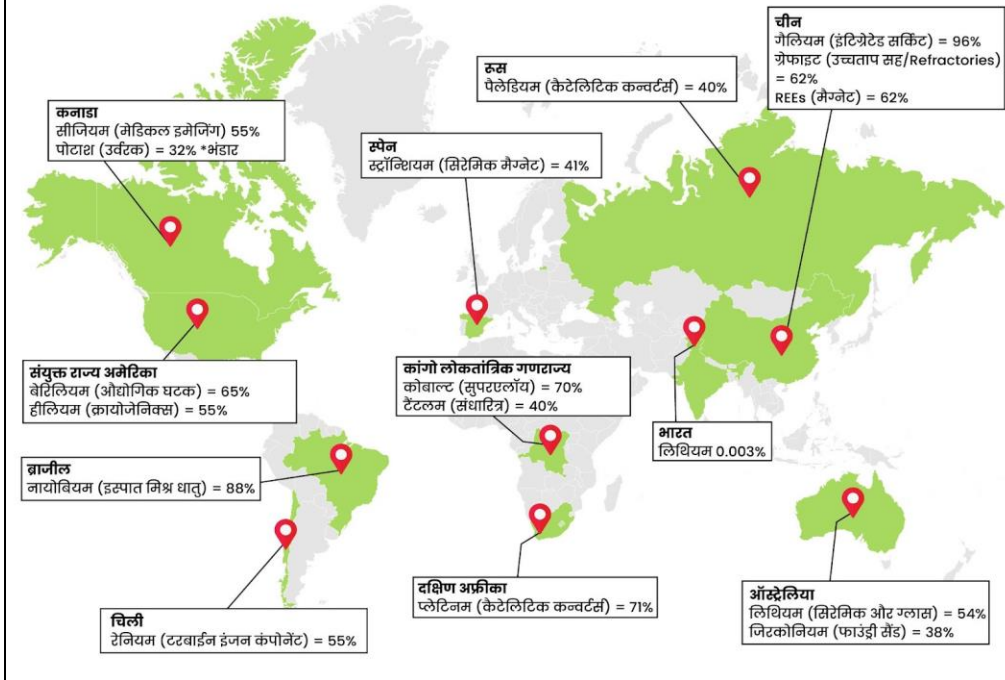 कनाडा
सीजियम (मेडिकल इमेजिंग) 55%
पोटाश (उर्वरक) = 32% *भंडार
रूस
पैलेडियम (कैटेलिटिक कन्वर्टर्स) = 40%
चीन
गैलियम (इंटिग्रेटेड सर्किट) = 96%
ग्रेफाइट (उच्चताप सह/Refractories)
= 62%
REEs (मैग्नेट) = 62%
स्पेन
स्ट्रॉन्शियम (सिरेमिक मैग्नेट) = 41%
संयुक्त राज्य अमेरिका
बेरिलियम (औद्योगिक घटक) = 65%
हीलियम (क्रायोजेनिक्स) = 55%
कांगो लोकतांत्रिक गणराज्य
कोबाल्ट (सुपरएलॉय) = 70%
टैंटलम (संधारित्र) = 40%
भारत
लिथियम 0.003%
ब्राजील
नायोबियम (इस्पात मिश्र धातु) = 88%
चिली
रेनियम (टरबाईन इंजन कंपोनेंट) = 55%
दक्षिण अफ्रीका
प्लेटिनम (कैटेलिटिक कन्वर्टर्स) = 71%
ऑस्ट्रेलिया
लिथियम (सिरेमिक और ग्लास) = 54%
जिरकोनियम (फाउंड्री सैंड) = 38%